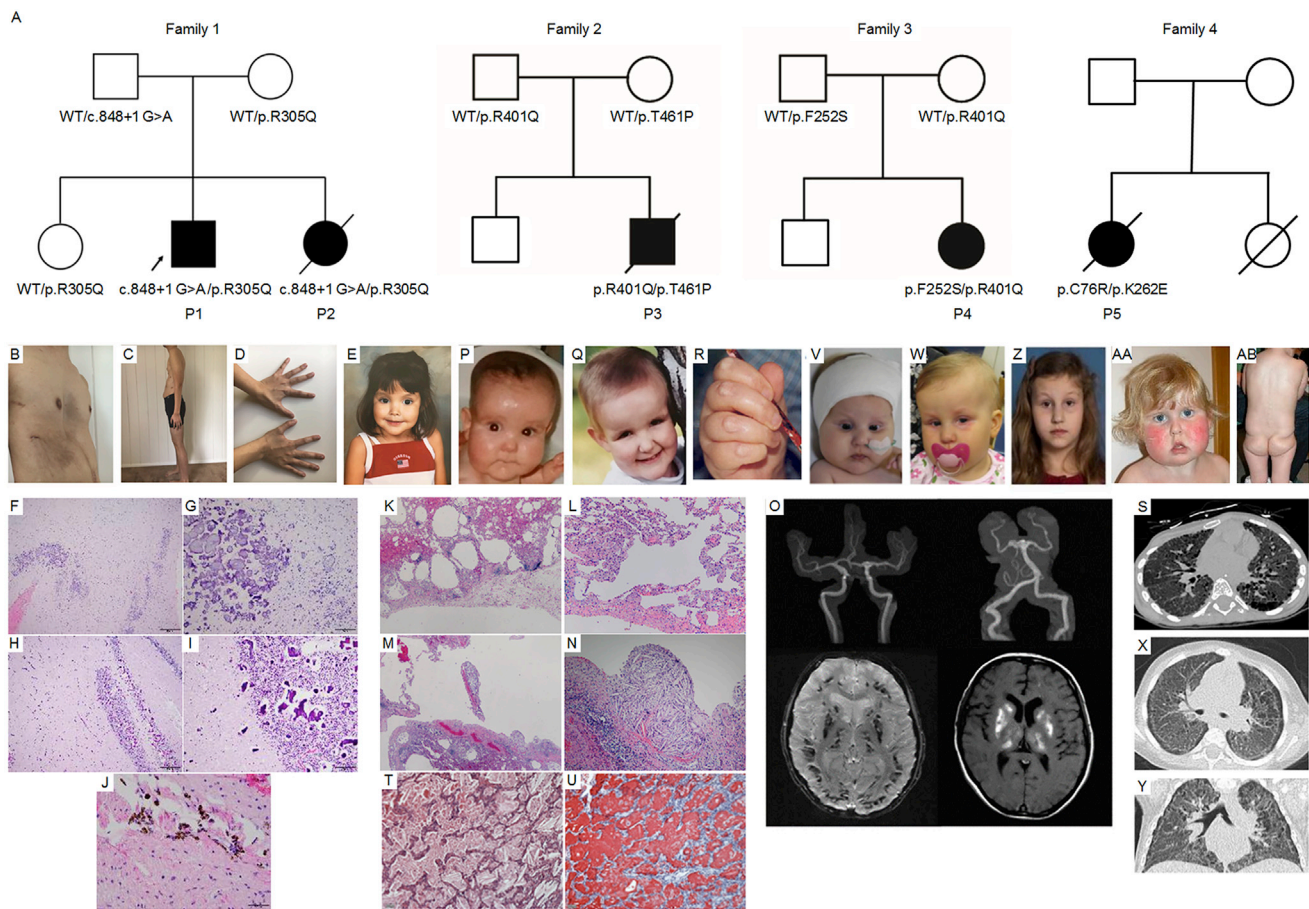 A
Family 1
Family 2
Family 3
Family 4
WT/c.848+1 G>A
WT/p.R305Q
WT/p.R401Q
WT/p.T461P
WT/p.F252S
WT/p.R401Q
WT/p.R305Q
c.848+1 G>A/p.R305Q
c.848+1 G>A/p.R305Q
p.R401Q/p.T461P
p.F252S/p.R401Q
p.C76R/p.K262E
P1
P2
P3
P4
P5
B
C
D
E
P
Q
R
V
W
Z
AA
AB
F
G
K
L
O
S
H
I
M
N
X
J
T
U
Y